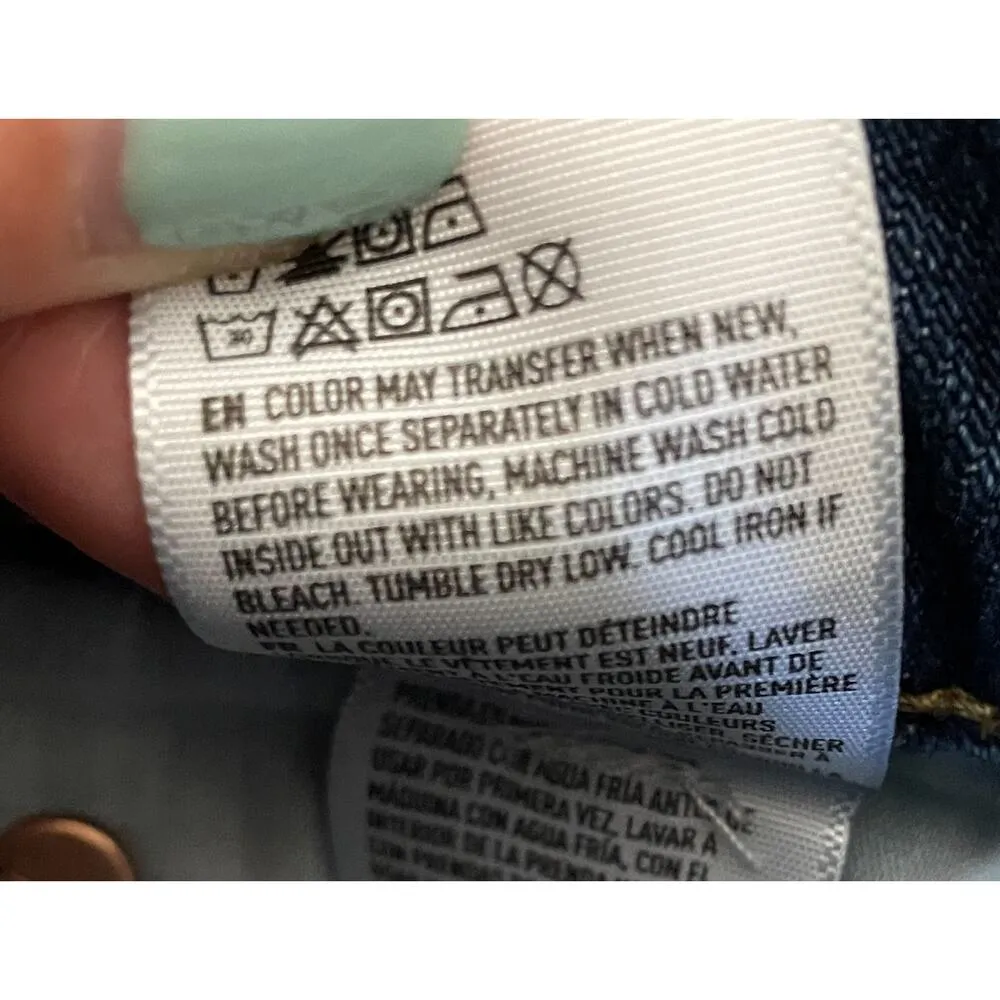 30
EN COLOR MAY TRANSFER WHEN NEW,
WASH ONCE SEPARATELY IN COLD WATER
BEFORE WEARING, MACHINE WASH COLD
INSIDE OUT WITH LIKE COLORS. DO NOT
BLEACH. TUMBLE DRY LOW. COOL IRON IF
NEEDED.
FR LA COULEUR PEUT DÉTEINDRE
LE VÊTEMENT EST NEUF. LAVER
À L'EAU FROIDE AVANT DE
POUR LA PREMIÈRE
À L'EAU
COULEURS
SÉCHER
À
SEPARADO CON AGUA FRÍA ANTES DE
USAR POR PRIMERA VEZ. LAVAR A
MÁQUINA CON AGUA FRÍA, CON EL
INTERIOR DE LA PRENDA